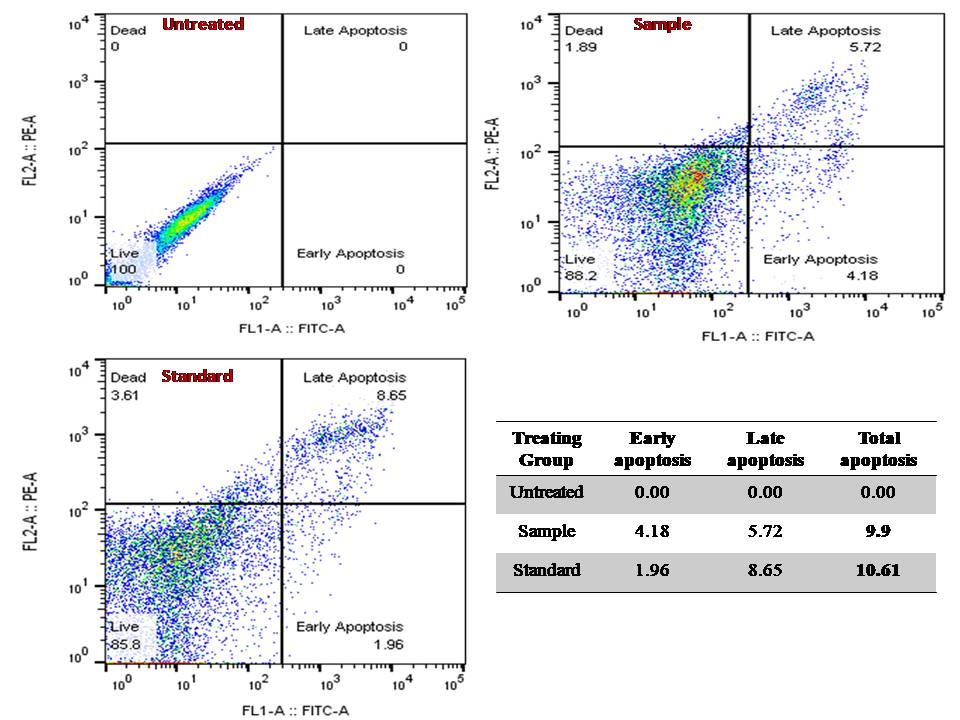 Untreated
Dead
0
Late Apoptosis
0
Live
100
Early Apoptosis
0
10⁴
10³
10²
10¹
10⁰
FL2-A :: PE-A
10⁰ 10¹ 10² 10³ 10⁴ 10⁵
FL1-A :: FITC-A
Sample
Dead
1.89
Late Apoptosis
5.72
Live
88.2
Early Apoptosis
4.18
10⁴
10³
10²
10¹
10⁰
FL2-A :: PE-A
10⁰ 10¹ 10² 10³ 10⁴ 10⁵
FL1-A :: FITC-A
Standard
Dead
3.61
Late Apoptosis
8.65
Live
85.8
Early Apoptosis
1.96
10⁴
10³
10²
10¹
10⁰
FL2-A :: PE-A
10⁰ 10¹ 10² 10³ 10⁴ 10⁵
FL1-A :: FITC-A
Treating Early Late Total
Group apoptosis apoptosis apoptosis
Untreated 0.00 0.00 0.00
Sample 4.18 5.72 9.9
Standard 1.96 8.65 10.61